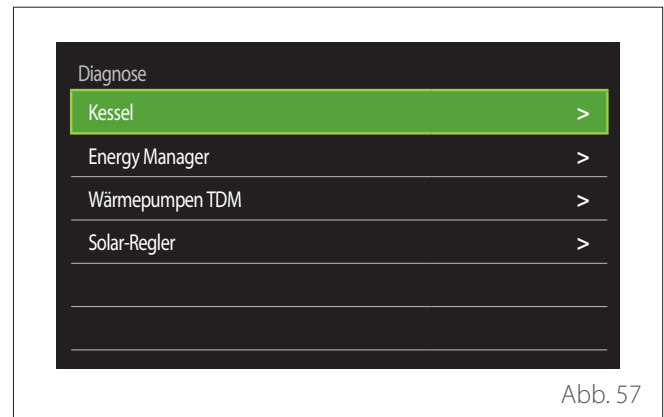 Diagnose
Kessel >
Energy Manager >
Wärmepumpen TDM >
Solar-Regler >
Abb. 57